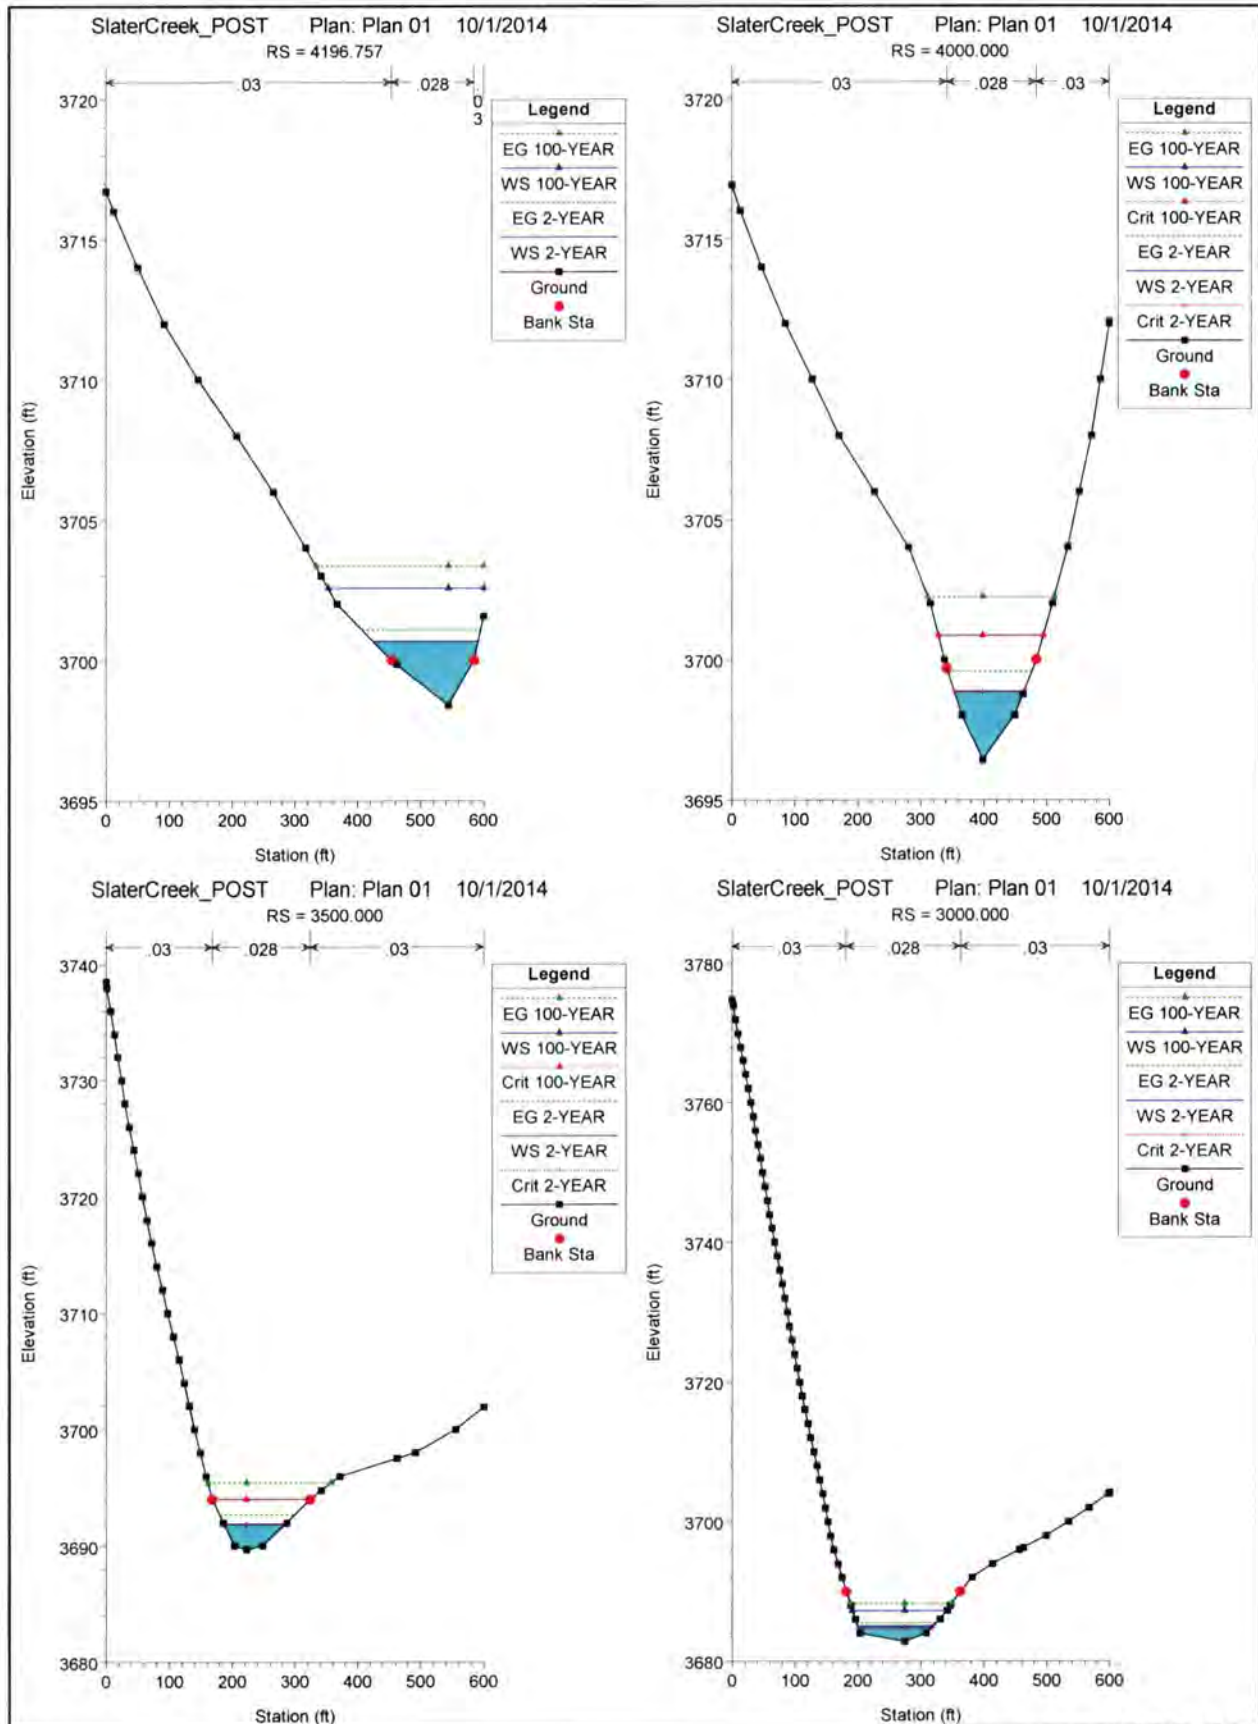 SlaterCreek_POST Plan: Plan 01 10/1/2014
RS = 4196.757
.03 .028 .03
Legend
EG 100-YEAR
WS 100-YEAR
EG 2-YEAR
WS 2-YEAR
Ground
Bank Sta
Elevation (ft)
3720
3715
3710
3705
3700
3695
0 100 200 300 400 500 600
Station (ft)
SlaterCreek_POST Plan: Plan 01 10/1/2014
RS = 4000.000
.03 .028 .03
Legend
EG 100-YEAR
WS 100-YEAR
Crit 100-YEAR
EG 2-YEAR
WS 2-YEAR
Crit 2-YEAR
Ground
Bank Sta
Elevation (ft)
3720
3715
3710
3705
3700
3695
0 100 200 300 400 500 600
Station (ft)
SlaterCreek_POST Plan: Plan 01 10/1/2014
RS = 3500.000
.03 .028 .03
Legend
EG 100-YEAR
WS 100-YEAR
Crit 100-YEAR
EG 2-YEAR
WS 2-YEAR
Crit 2-YEAR
Ground
Bank Sta
Elevation (ft)
3740
3730
3720
3710
3700
3690
3680
0 100 200 300 400 500 600
Station (ft)
SlaterCreek_POST Plan: Plan 01 10/1/2014
RS = 3000.000
.03 .028 .03
Legend
EG 100-YEAR
WS 100-YEAR
EG 2-YEAR
WS 2-YEAR
Crit 2-YEAR
Ground
Bank Sta
Elevation (ft)
3780
3760
3740
3720
3700
3680
0 100 200 300 400 500 600
Station (ft)